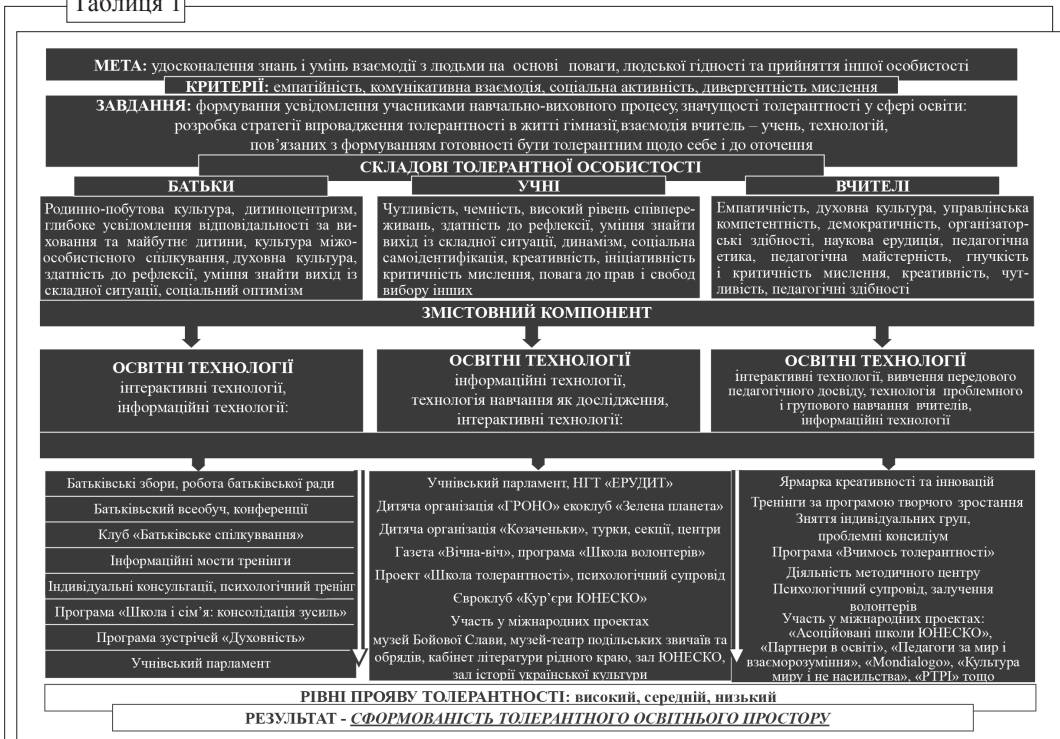 Таблиця 1
МЕТА: удосконалення знань і умінь взаємодії з людьми на основі поваги, людської гідності та прийняття іншої особистості
КРИТЕРІЇ: емпатійність, комунікативна взаємодія, соціальна активність, дивергентність мислення
ЗАВДАННЯ: формування усвідомлення учасниками навчально-виховного процесу, значущості толерантності у сфері освіти:
розробка стратегії впровадження толерантності в житті гімназії, взаємодія вчитель – учень, технологій,
пов’язаних з формуванням готовності бути толерантним щодо себе і до оточення
СКЛАДОВІ ТОЛЕРАНТНОЇ ОСОБИСТОСТІ
БАТЬКИ
Родинно-побутова культура, дитиноцентризм,
глибоке усвіломлення відповідальності за ви-
ховання та майбутнє дитини, культура міжо-
особистісного спілкування, духовна культура,
здатність до рефлексії, уміння знайти вихід із
складної ситуації, соціальний оптимізм
УЧНІ
Чутливість, чемність, високий рівень співпере-
живань, здатність до рефлексії, уміння знайти
вихід із складної ситуації, динамізм, соціальна
самоідентифікація, креативність, ініціативність
критичність мислення, повага до прав і свобод
вибору інших
ВЧИТЕЛІ
Емпатичність, духовна культура, управлінська
компетентність, демократичність, організатор-
ські здібності, наукова ерудиція, педагогічна
етика, педагогічна майстерність, гнучкість
і критичність мислення, креативність, чут-
ливість, педагогічні здібності
ЗМІСТОВНИЙ КОМПОНЕНТ
ОСВІТНІ ТЕХНОЛОГІЇ
інтерактивні технології,
інформаційні технології:
ОСВІТНІ ТЕХНОЛОГІЇ
інформаційні технології,
технологія навчання як дослідження,
інтерактивні технології:
ОСВІТНІ ТЕХНОЛОГІЇ
інтерактивні технології, вивчення передового
педагогічного досвіду, технологія проблемного
і групового навчання вчителів,
інформаційні технології
Батьківські збори, робота батьківської ради
Батьківьский всеобуч, конференції
Клуб «Батьківське спілкуввання»
Інформаційні мости тренінги
Індивідуальні консультації, психологічний тренінг
Програма «Школа і сім’я: консолідація зусиль»
Програма зустрічей «Духовність»
Учнівський парламент
Учнівський парламент, НГТ «ЕРУДИТ»
Дитяча організація «ГРОНО» екоклуб «Зелена планета»
Дитяча організація «Козаченьки», турки, секції, центри
Газета «Вічна-віч», програма «Школа волонтерів»
Проект «Школа толерантності», психологічний супровід
Євроклуб «Кур’єри ЮНЕСКО»
Участь у міжнародних проектах
музей Бойової Слави, музей-театр подільських звичаїв та
обрядів, кабінет літератури рідного краю, зал ЮНЕСКО,
зал історії української культури
Ярмарка креативності та інновацій
Тренінги за програмою творчого зростання
Зняття індивідуальних груп,
проблемні консиліум
Програма «Вчимось толерантності»
Діяльність методичного центру
Психологічний супровід, залучення
волонтерів
Участь у міжнародних проектах:
«Асоційовані школи ЮНЕСКО»,
«Партнери в освіті», «Педагоги за мир і
взаєморозуміння», «Mondialogo», «Культура
миру і не насильства», «РТРІ» тощо
РІВНІ ПРОЯВУ ТОЛЕРАНТНОСТІ: високий, середній, низький
РЕЗУЛЬТАТ - СФОРМОВАНІСТЬ ТОЛЕРАНТНОГО ОСВІТНЬОГО ПРОСТОРУ